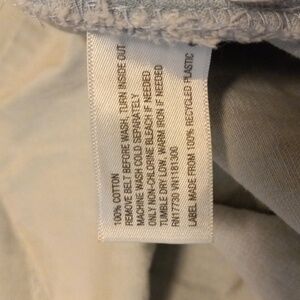 100% COTTON
REMOVE BELT BEFORE WASH, TURN INSIDE OUT
MACHINE WASH COLD SEPARATELY
ONLY NON-CHLORINE BLEACH IF NEEDED
TUMBLE DRY LOW, WARM IRON IF NEEDED
RN17730 VN1181300
LABEL MADE FROM 100% RECYCLED PLASTIC